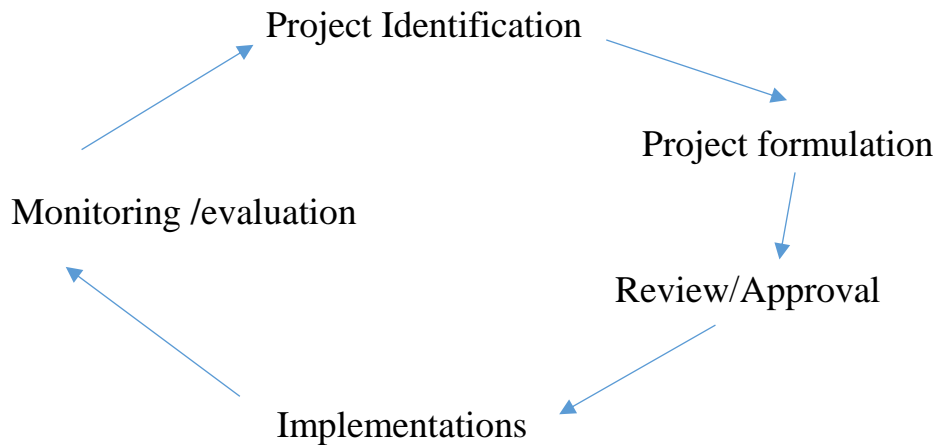 Project Identification
Project formulation
Monitoring /evaluation
Review/Approval
Implementations